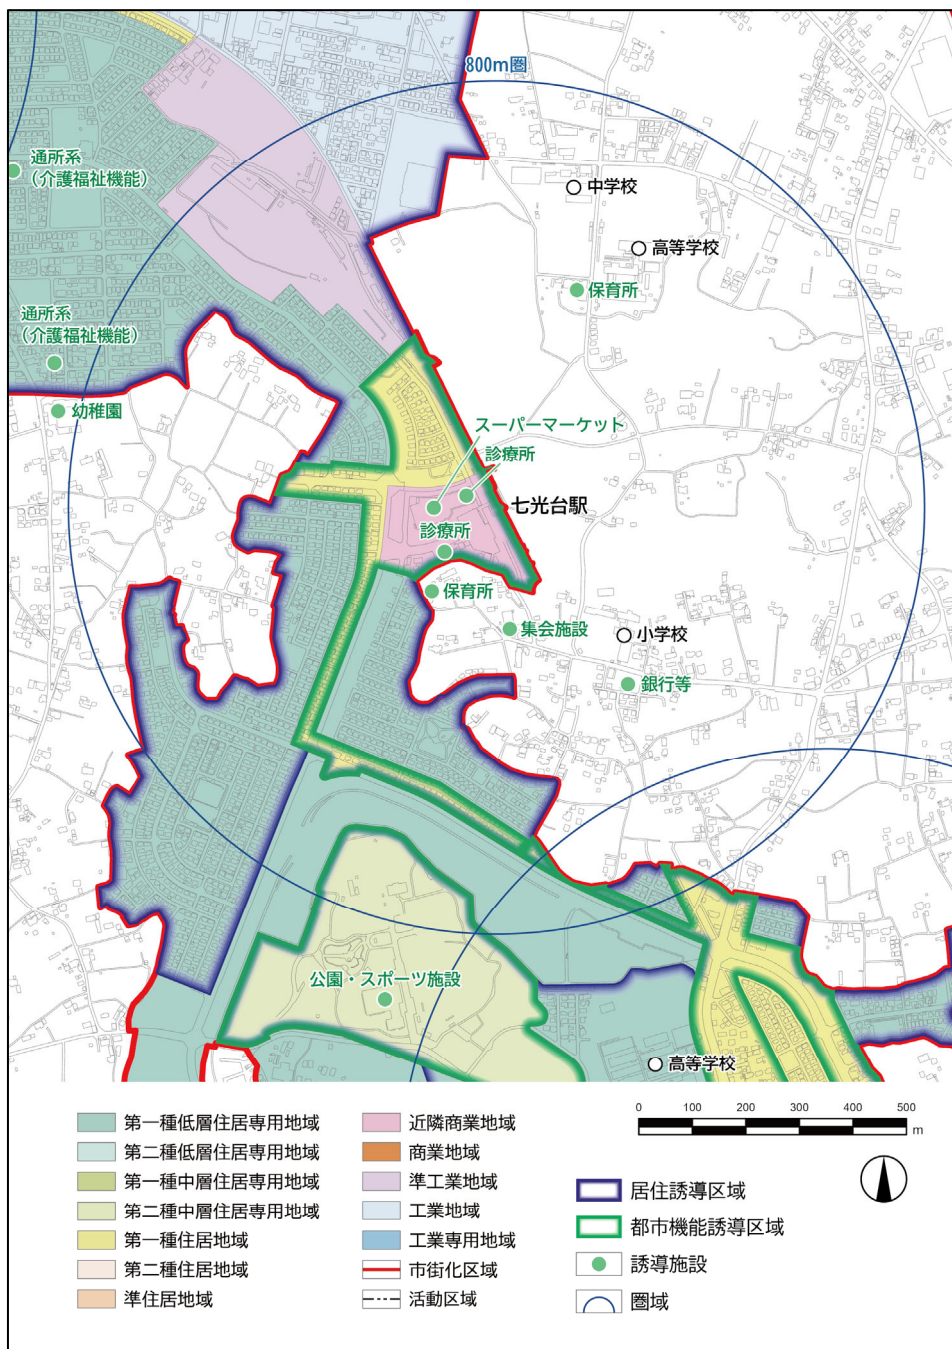 800m圏
通所系
(介護福祉機能)
中学校
高等学校
保育所
通所系
(介護福祉機能)
幼稚園
スーパーマーケット
診療所
七光台駅
診療所
保育所
集会施設
小学校
銀行等
公園・スポーツ施設
高等学校
第一種低層住居専用地域
第二種低層住居専用地域
第一種中層住居専用地域
第二種中層住居専用地域
第一種住居地域
第二種住居地域
準住居地域
近隣商業地域
商業地域
準工業地域
工業地域
工業専用地域
市街化区域
活動区域
0 100 200 300 400 500
m
居住誘導区域
都市機能誘導区域
誘導施設
圏域